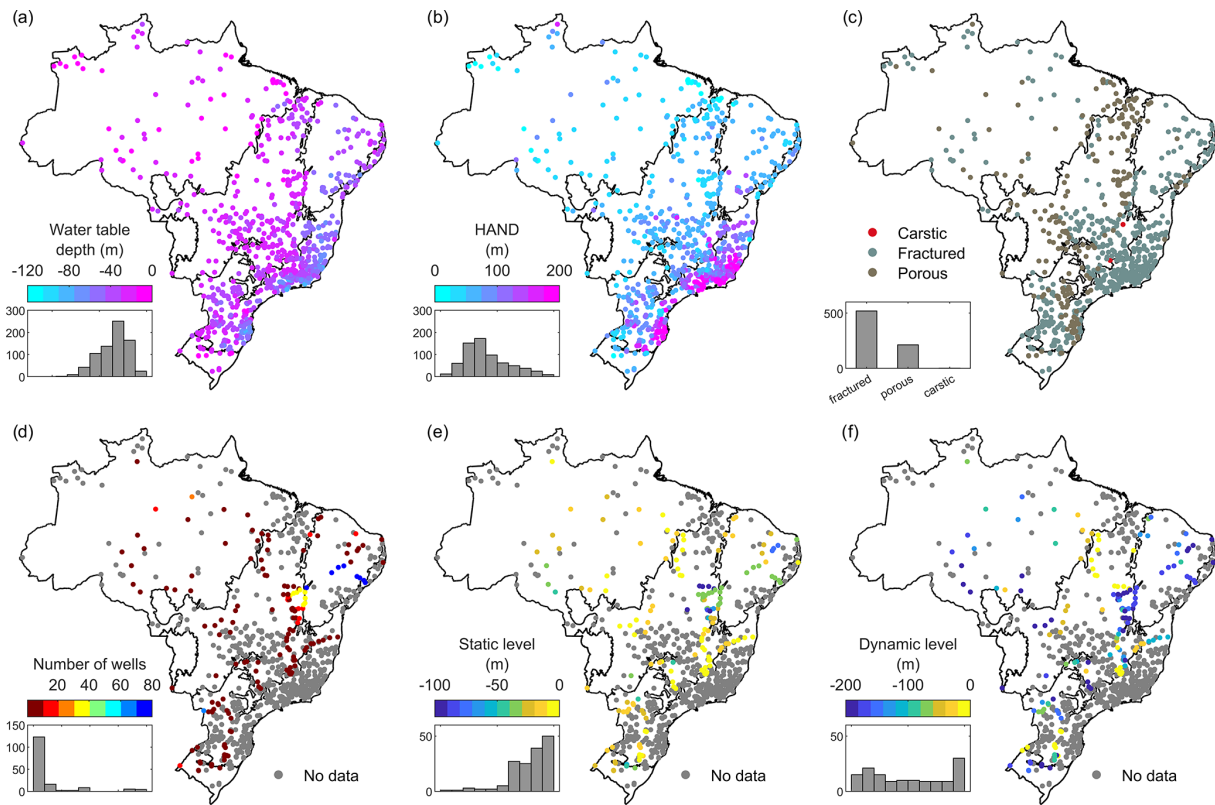 (a)
Water table
depth (m)
-120 -80 -40 0
300
200
100
0
(b)
HAND
(m)
0 100 200
300
200
100
0
(c)
Carstic
Fractured
Porous
500
0
fractured
porous
carstic
(d)
Number of wells
20 40 60 80
150
100
50
0
No data
(e)
Static level
(m)
-100 -50 0
50
0
No data
(f)
Dynamic level
(m)
-200 -100 0
50
0
No data